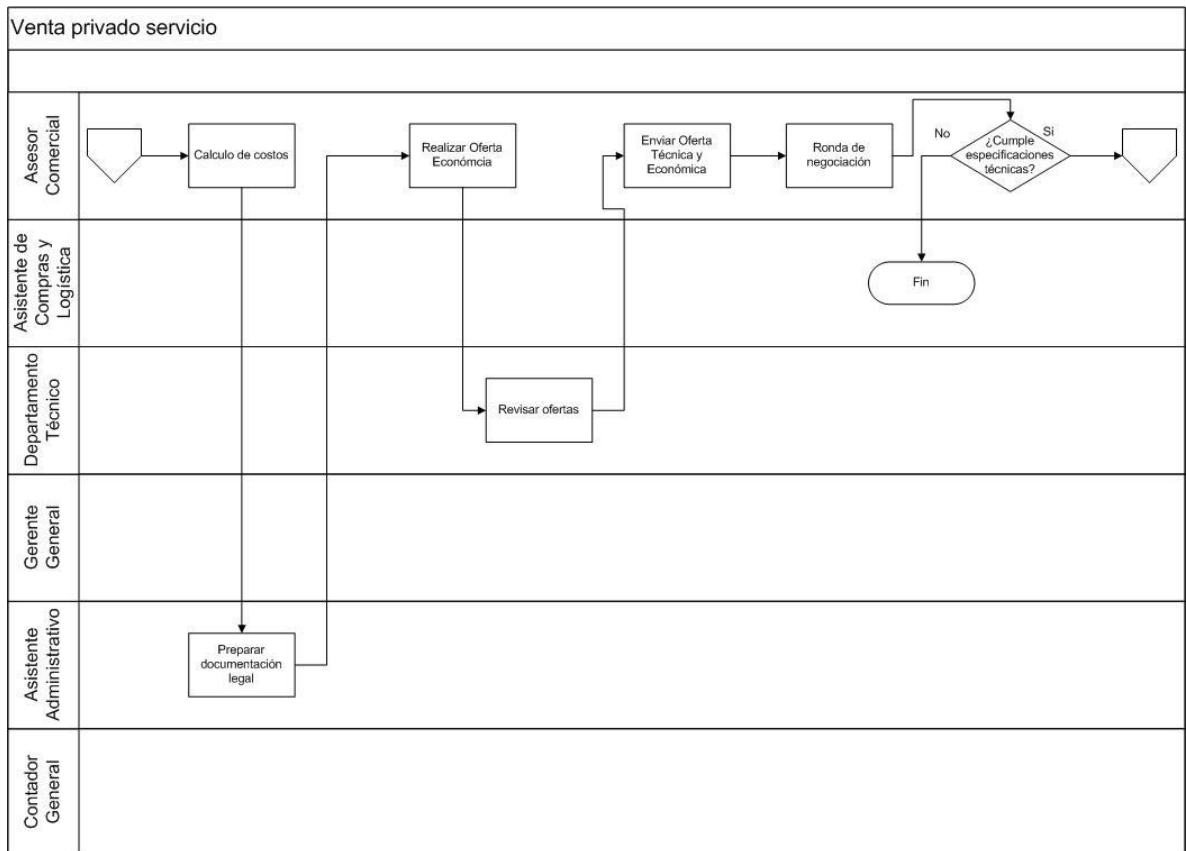 Venta privado servicio
Asesor
Comercial
Calculo de costos
Realizar Oferta
Económcia
Enviar Oferta
Técnica y
Económica
Ronda de
negociación
No
¿Cumple
especificaciones
técnicas?
Si
Asistente de
Compras y
Logística
Fin
Departamento
Técnico
Revisar ofertas
Gerente
General
Asistente
Administrativo
Preparar
documentación
legal
Contador
General